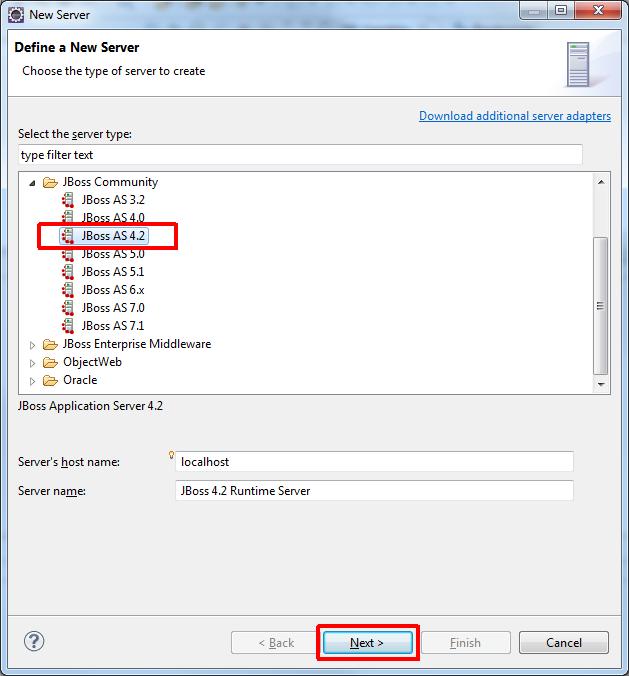 New Server
Define a New Server
Choose the type of server to create
Download additional server adapters
Select the server type:
type filter text
JBoss Community
JBoss AS 3.2
JBoss AS 4.0
JBoss AS 4.2
JBoss AS 5.0
JBoss AS 5.1
JBoss AS 6.x
JBoss AS 7.0
JBoss AS 7.1
JBoss Enterprise Middleware
ObjectWeb
Oracle
JBoss Application Server 4.2
Server's host name: localhost
Server name: JBoss 4.2 Runtime Server
? < Back Next > Finish Cancel